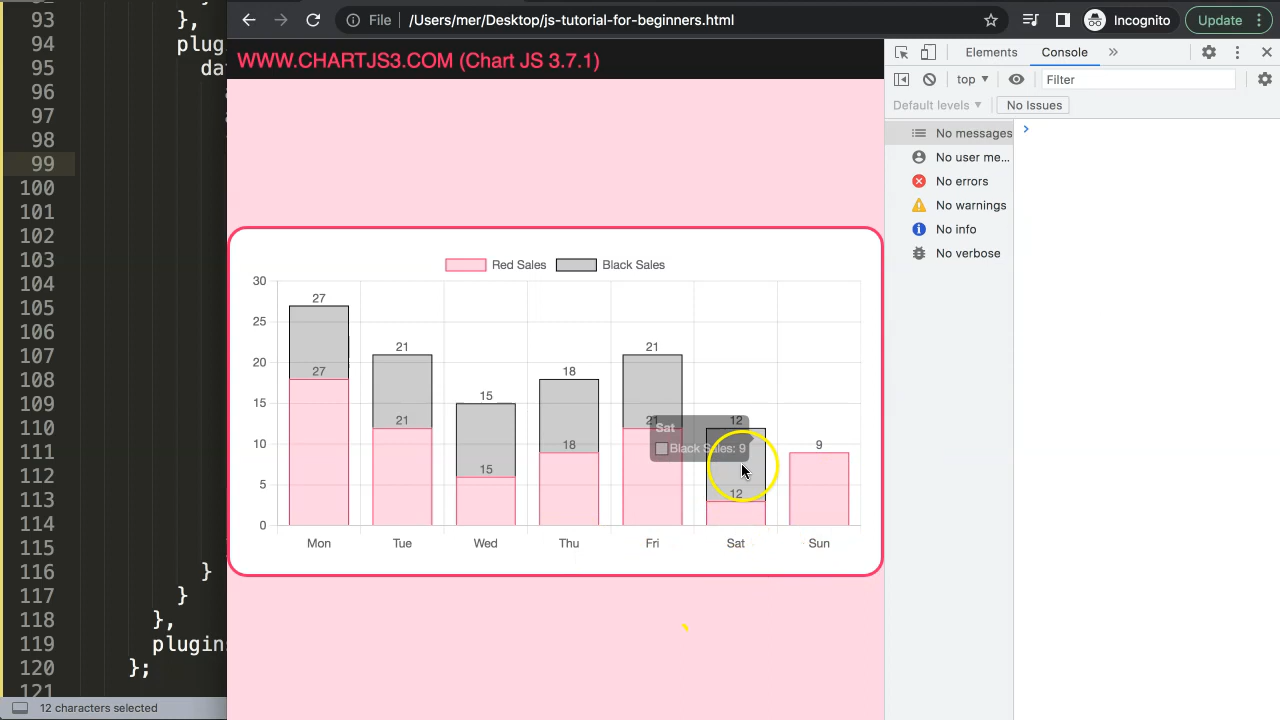 93
},
94
plug
95
da
96
97
98
99
100
101
102
103
104
105
106
107
108
109
110
111
112
113
114
115
116
}
117
}
118
},
119
plugin
120
};
121
12 characters selected
File
/Users/mer/Desktop/js-tutorial-for-beginners.html
Incognito
Update
WWW.CHARTJS3.COM (Chart JS 3.7.1)
Red Sales
Black Sales
30
25
20
15
10
5
0
27
27
21
21
15
15
18
18
21
21
12
12
9
Sat
Black Sales: 9
Mon
Tue
Wed
Thu
Fri
Sat
Sun
Elements
Console
top
Filter
Default levels
No Issues
No messages
No user me...
No errors
No warnings
No info
No verbose